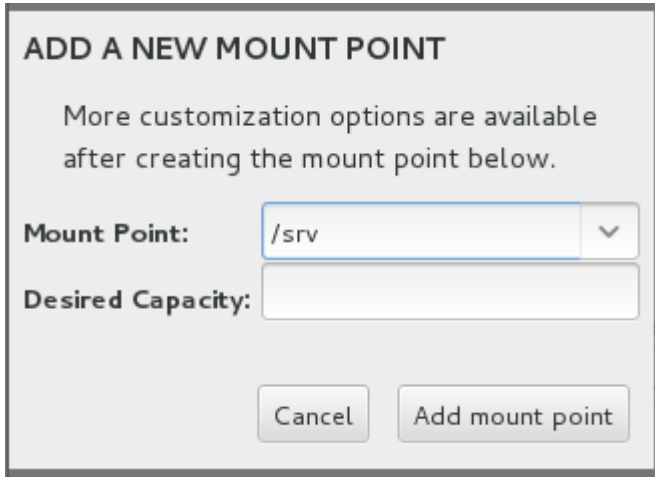 ADD A NEW MOUNT POINT
More customization options are available
after creating the mount point below.
Mount Point: /srv
Desired Capacity:
Cancel Add mount point